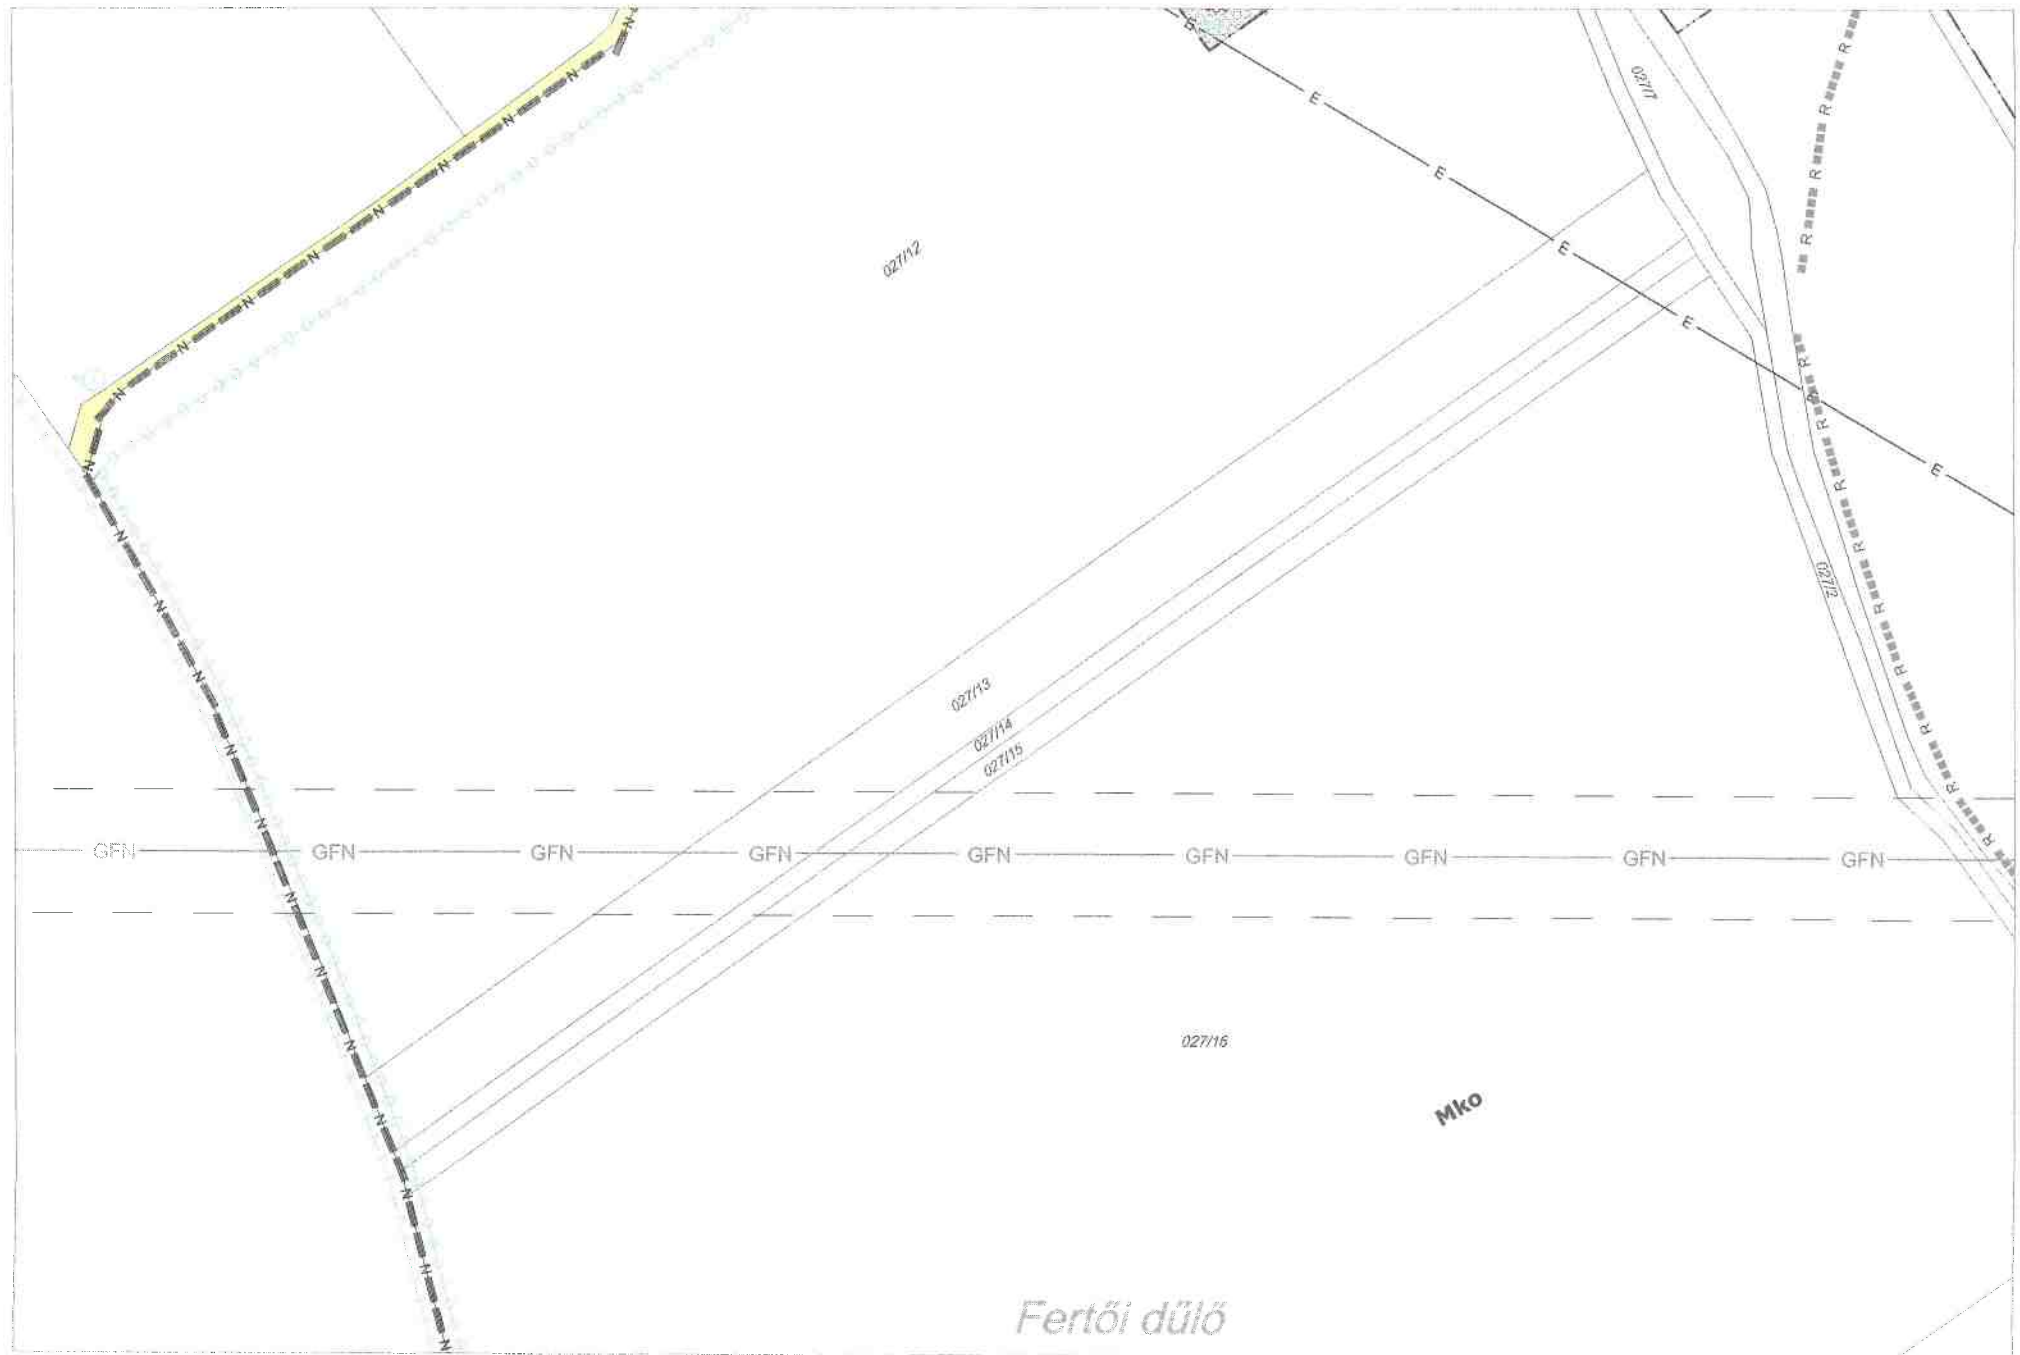 027/7
027/12
027/2
027/13
027/14
027/15
GFN GFN GFN GFN GFN GFN GFN GFN GFN
027/16
Mko
Fertői dűlő
N N N N N N N N N N N N N N N N N N N N N N N
E E E E E E
R R R R R R R R R R R R R R R